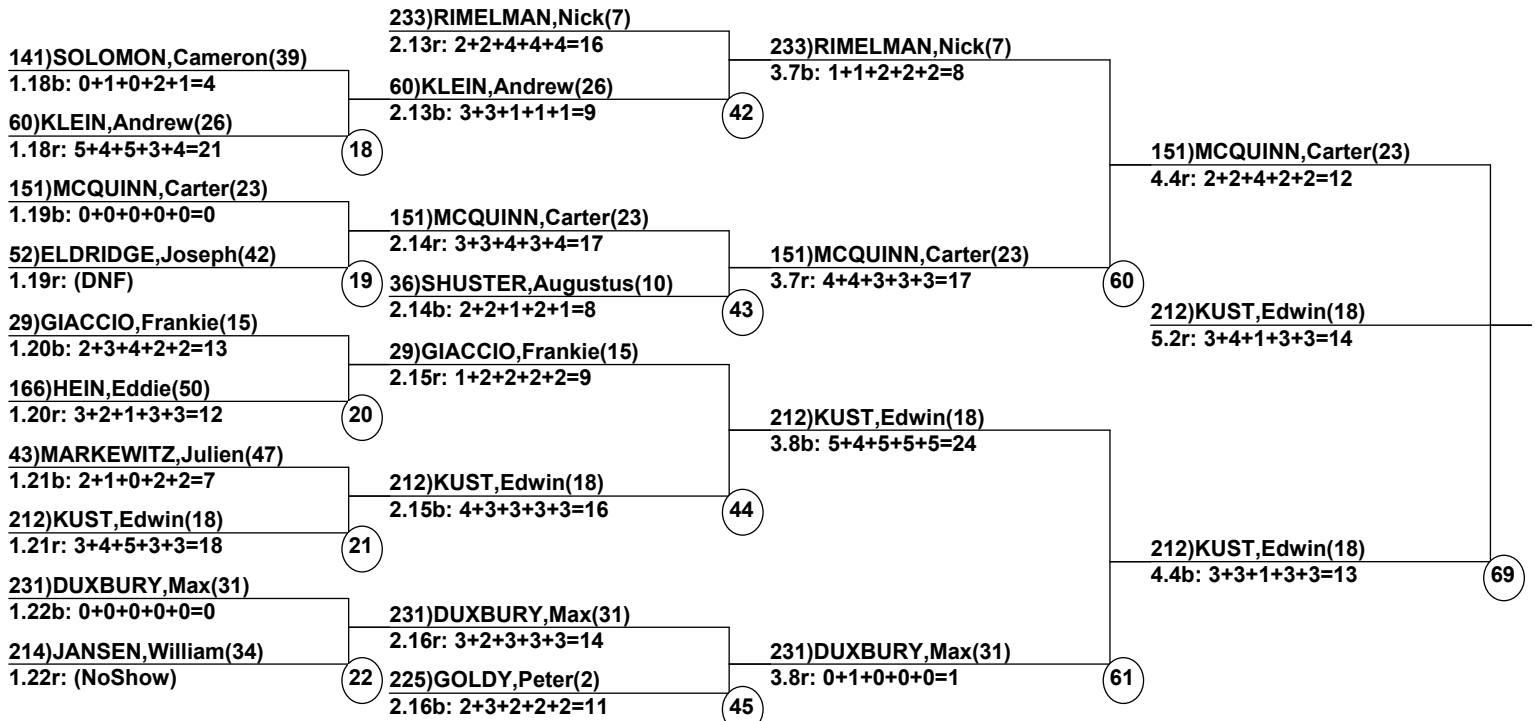 141)SOLOMON,Cameron(39)
1.18b: 0+1+0+2+1=4
60)KLEIN,Andrew(26)
1.18r: 5+4+5+3+4=21
18
151)MCQUINN,Carter(23)
1.19b: 0+0+0+0+0=0
52)ELDRIDGE,Joseph(42)
1.19r: (DNF)
19
29)GIACCIO,Frankie(15)
1.20b: 2+3+4+2+2=13
166)HEIN,Eddie(50)
1.20r: 3+2+1+3+3=12
20
43)MARKEWITZ,Julien(47)
1.21b: 2+1+0+2+2=7
212)KUST,Edwin(18)
1.21r: 3+4+5+3+3=18
21
231)DUXBURY,Max(31)
1.22b: 0+0+0+0+0=0
214)JANSEN,William(34)
1.22r: (NoShow)
22
233)RIMELMAN,Nick(7)
2.13r: 2+2+4+4+4=16
60)KLEIN,Andrew(26)
2.13b: 3+3+1+1+1=9
42
151)MCQUINN,Carter(23)
2.14r: 3+3+4+3+4=17
36)SHUSTER,Augustus(10)
2.14b: 2+2+1+2+1=8
43
29)GIACCIO,Frankie(15)
2.15r: 1+2+2+2+2=9
212)KUST,Edwin(18)
2.15b: 4+3+3+3+3=16
44
231)DUXBURY,Max(31)
2.16r: 3+2+3+3+3=14
225)GOLDY,Peter(2)
2.16b: 2+3+2+2+2=11
45
233)RIMELMAN,Nick(7)
3.7b: 1+1+2+2+2=8
151)MCQUINN,Carter(23)
3.7r: 4+4+3+3+3=17
60
212)KUST,Edwin(18)
3.8b: 5+4+5+5+5=24
231)DUXBURY,Max(31)
3.8r: 0+1+0+0+0=1
61
151)MCQUINN,Carter(23)
4.4r: 2+2+4+2+2=12
212)KUST,Edwin(18)
5.2r: 3+4+1+3+3=14
212)KUST,Edwin(18)
4.4b: 3+3+1+3+3=13
69